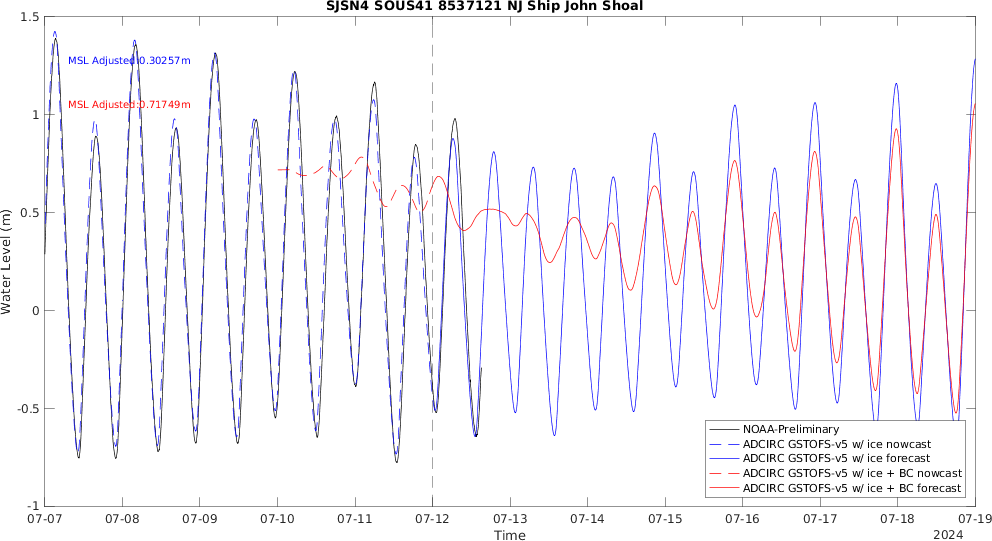 SJSN4 SOUS41 8537121 NJ Ship John Shoal
MSL Adjusted:0.30257m
MSL Adjusted:0.71749m
Water Level (m)
1.5
1
0.5
0
-0.5
-1
NOAA-Preliminary
ADCIRC GSTOFS-v5 w/ ice nowcast
ADCIRC GSTOFS-v5 w/ ice forecast
ADCIRC GSTOFS-v5 w/ ice + BC nowcast
ADCIRC GSTOFS-v5 w/ ice + BC forecast
07-07 07-08 07-09 07-10 07-11 07-12 07-13 07-14 07-15 07-16 07-17 07-18 07-19
Time
2024